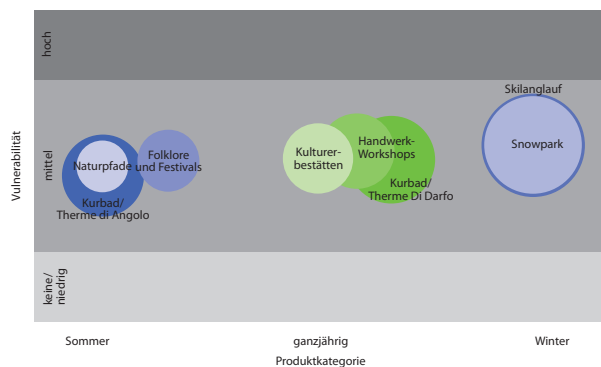 Vulnerabilität
hoch
mittel
keine/
niedrig
Naturpfade
Kurbad/
Therme di Angolo
Folklore
und Festivals
Kulturer-
bestätten
Handwerk-
Workshops
Kurbad/
Therme Di Darfo
Skilanglauf
Snowpark
Sommer
ganzjährig
Winter
Produktkategorie